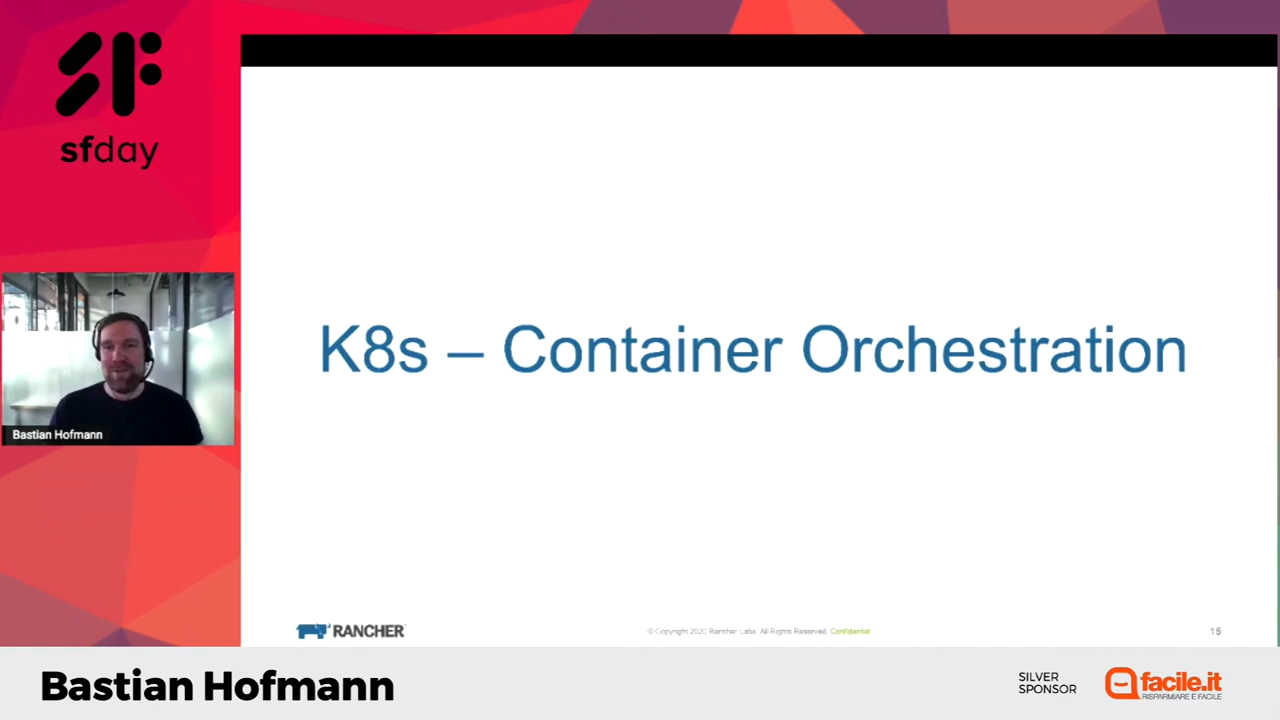 sfday
Bastian Hofmann
K8s – Container Orchestration
RANCHER
© Copyright 2020 Rancher Labs. All Rights Reserved, Confidential
15
Bastian Hofmann
SILVER
SPONSOR
facile.it
RISPARMIARE È FACILE